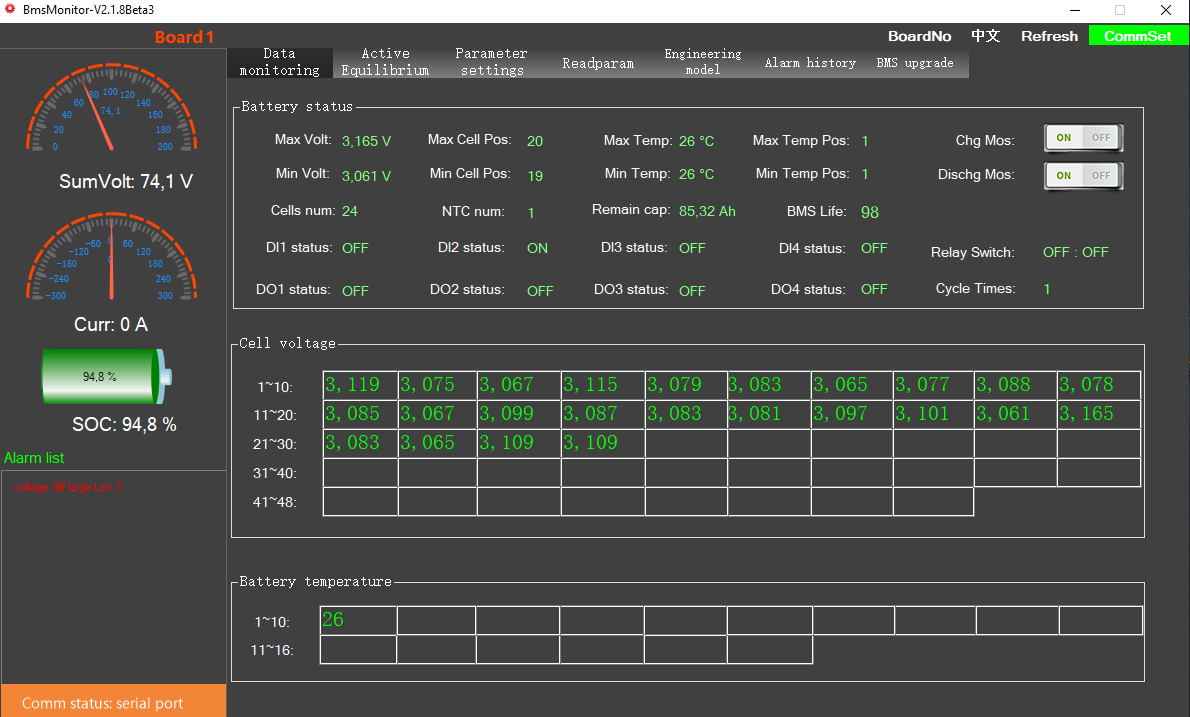 BmsMonitor-V2.1.8Beta3
BoardNo 中文 Refresh CommSet
Board 1
Data monitoring
Active Equilibrium
Parameter settings
Readparam
Engineering model
Alarm history
BMS upgrade
0 20 40 60 80 100 120 140 160 180 200
74,1
SumVolt: 74,1 V
-300 -240 -180 -120 -60 0 60 120 180 240 300
0
Curr: 0 A
94,8 %
SOC: 94,8 %
Alarm list
voltage diff large Lev 2
Comm status: serial port
Battery status
Max Volt: 3,165 V Max Cell Pos: 20 Max Temp: 26 °C Max Temp Pos: 1 Chg Mos: ON OFF
Min Volt: 3,061 V Min Cell Pos: 19 Min Temp: 26 °C Min Temp Pos: 1 Dischg Mos: ON OFF
Cells num: 24 NTC num: 1 Remain cap: 85,32 Ah BMS Life: 98
DI1 status: OFF DI2 status: ON DI3 status: OFF DI4 status: OFF Relay Switch: OFF : OFF
DO1 status: OFF DO2 status: OFF DO3 status: OFF DO4 status: OFF Cycle Times: 1
Cell voltage
1~10: 3,119 3,075 3,067 3,115 3,079 3,083 3,065 3,077 3,088 3,078
11~20: 3,085 3,067 3,099 3,087 3,083 3,081 3,097 3,101 3,061 3,165
21~30: 3,083 3,065 3,109 3,109
31~40:
41~48:
Battery temperature
1~10: 26
11~16: